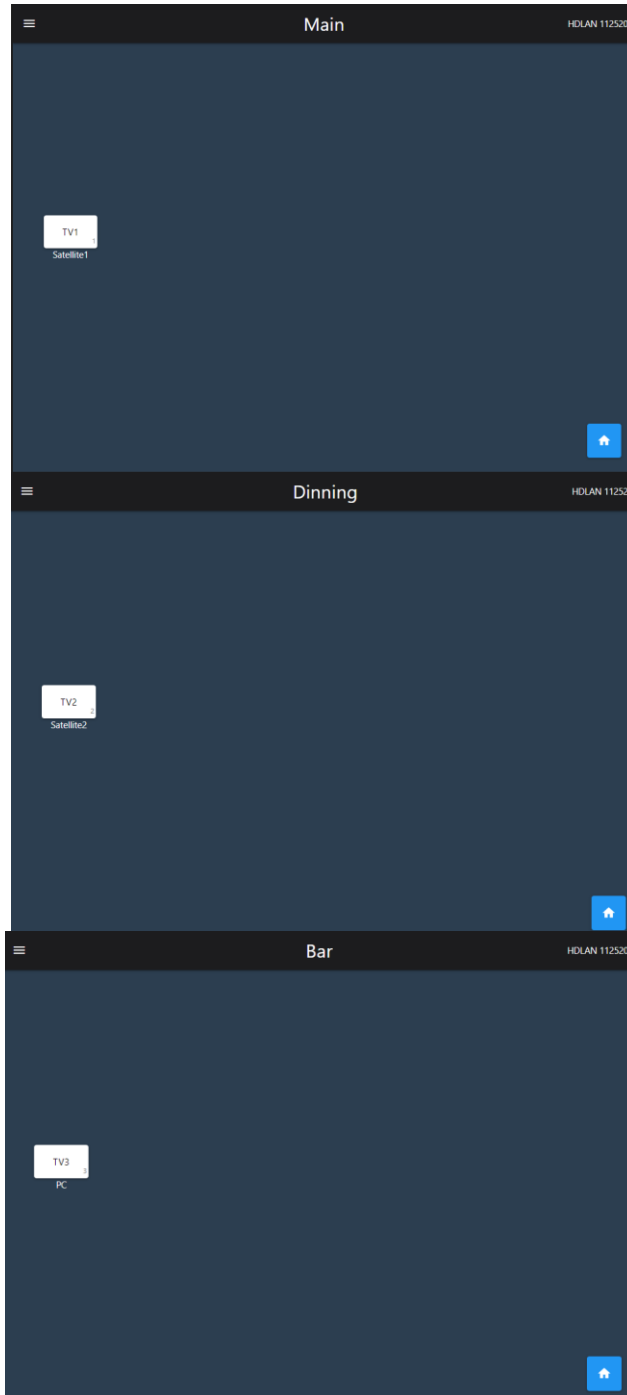 Main
HDLAN 112520
TV1
1
Satellite1
Dinning
HDLAN 11252
TV2
2
Satellite2
Bar
HDLAN 112520
TV3
3
PC